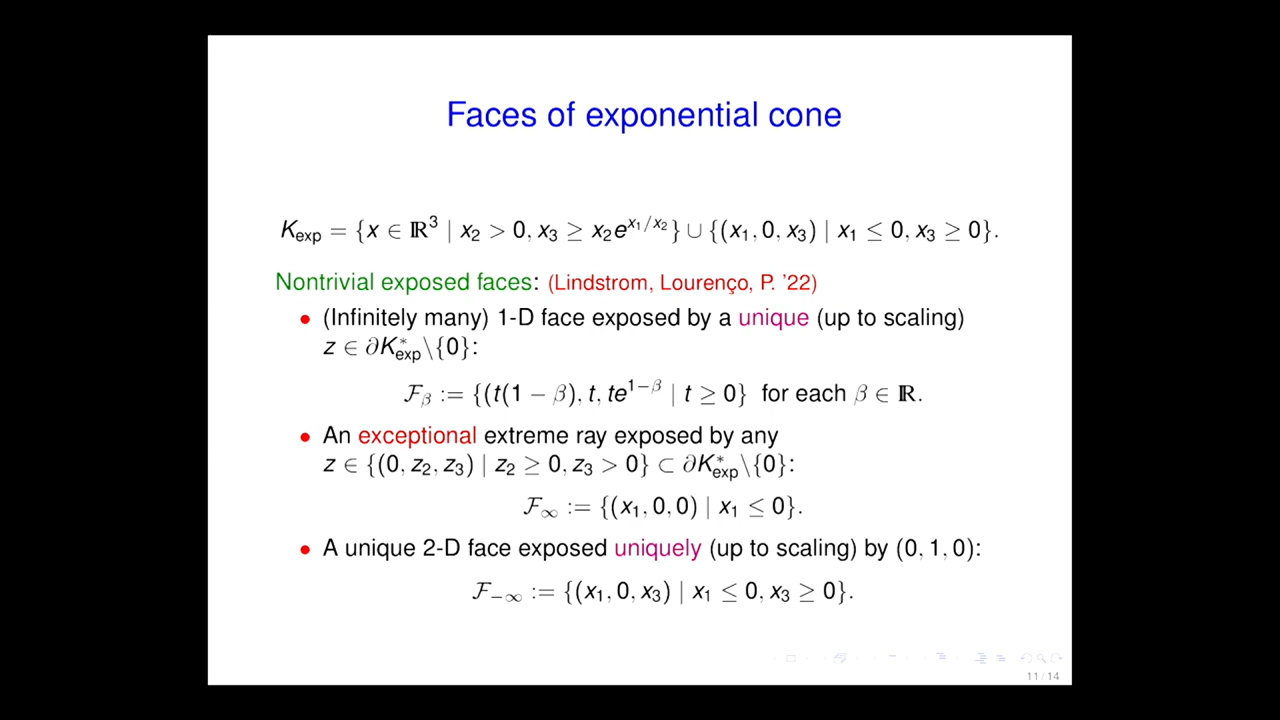 Faces of exponential cone
K_exp = {x ∈ ℝ³ | x₂ > 0, x₃ ≥ x₂e^{x₁/x₂}} ∪ {(x₁, 0, x₃) | x₁ ≤ 0, x₃ ≥ 0}.
Nontrivial exposed faces: (Lindstrom, Lourenço, P. '22)
• (Infinitely many) 1-D face exposed by a unique (up to scaling)
z ∈ ∂K*_exp\{0}:
ℱ_β := {(t(1 − β), t, te^{1−β} | t ≥ 0} for each β ∈ ℝ.
• An exceptional extreme ray exposed by any
z ∈ {(0, z₂, z₃) | z₂ ≥ 0, z₃ > 0} ⊂ ∂K*_exp\{0}:
ℱ_∞ := {(x₁, 0, 0) | x₁ ≤ 0}.
• A unique 2-D face exposed uniquely (up to scaling) by (0, 1, 0):
ℱ_{−∞} := {(x₁, 0, x₃) | x₁ ≤ 0, x₃ ≥ 0}.
11 / 14